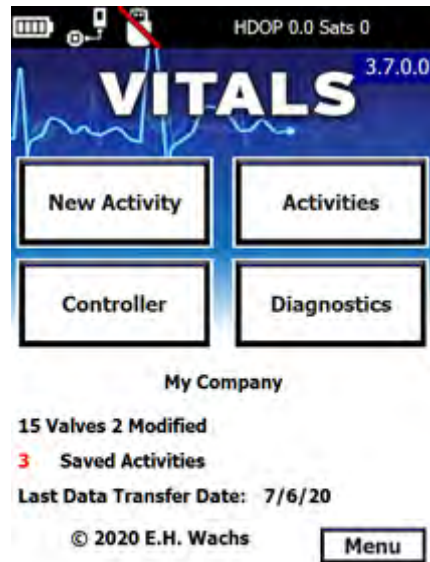 HDOP 0.0 Sats 0
3.7.0.0
VITALS
New Activity
Activities
Controller
Diagnostics
My Company
15 Valves 2 Modified
3 Saved Activities
Last Data Transfer Date: 7/6/20
© 2020 E.H. Wachs
Menu